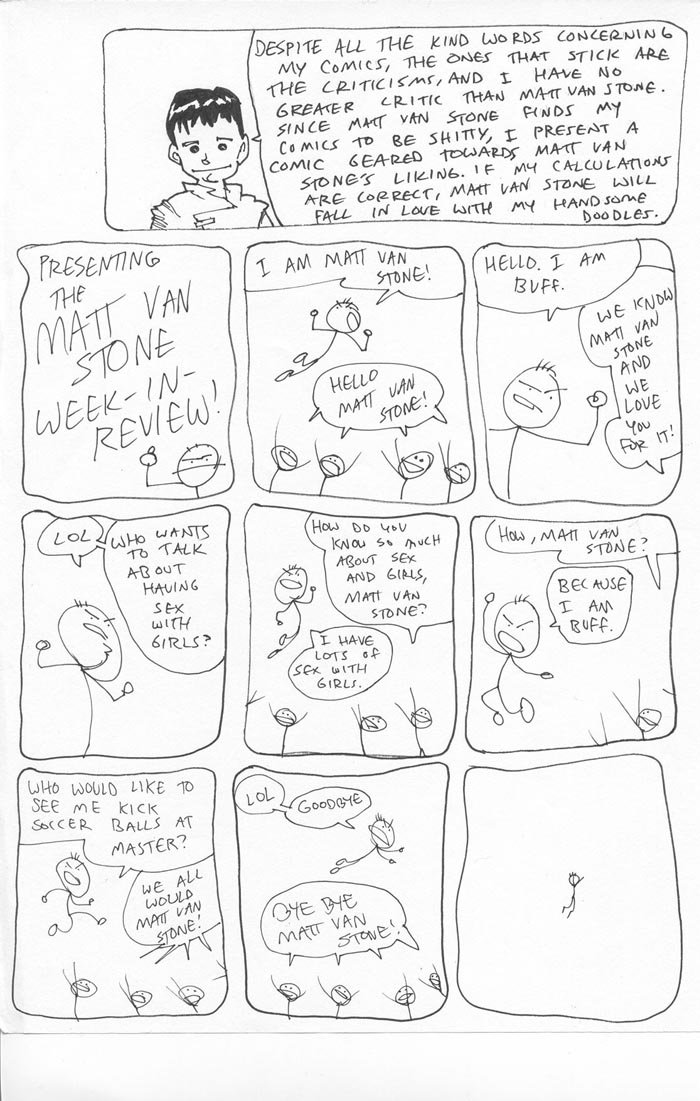 DESPITE ALL THE KIND WORDS CONCERNING
MY COMICS, THE ONES THAT STICK ARE
THE CRITICISMS, AND I HAVE NO
GREATER CRITIC THAN MATT VAN STONE.
SINCE MATT VAN STONE FINDS MY
COMICS TO BE SHITTY, I PRESENT A
COMIC GEARED TOWARDS MATT VAN
STONE'S LIKING. IF MY CALCULATIONS
ARE CORRECT, MATT VAN STONE WILL
FALL IN LOVE WITH MY HANDSOME
DOODLES.
PRESENTING
THE
MATT VAN
STONE
WEEK-IN-
REVIEW!
I AM MATT VAN
STONE!
HELLO
MATT VAN
STONE!
HELLO. I AM
BUFF.
WE KNOW
MATT VAN
STONE
AND
WE
LOVE
YOU
FOR IT!
LOL
WHO WANTS
TO TALK
ABOUT
HAVING
SEX
WITH
GIRLS?
HOW DO YOU
KNOW SO MUCH
ABOUT SEX
AND GIRLS,
MATT VAN
STONE?
I HAVE
LOTS OF
SEX WITH
GIRLS.
HOW, MATT VAN
STONE?
BECAUSE
I AM
BUFF.
WHO WOULD LIKE TO
SEE ME KICK
SOCCER BALLS AT
MASTER?
WE ALL
WOULD
MATT VAN
STONE!
LOL
GOODBYE
BYE BYE
MATT VAN
STONE!